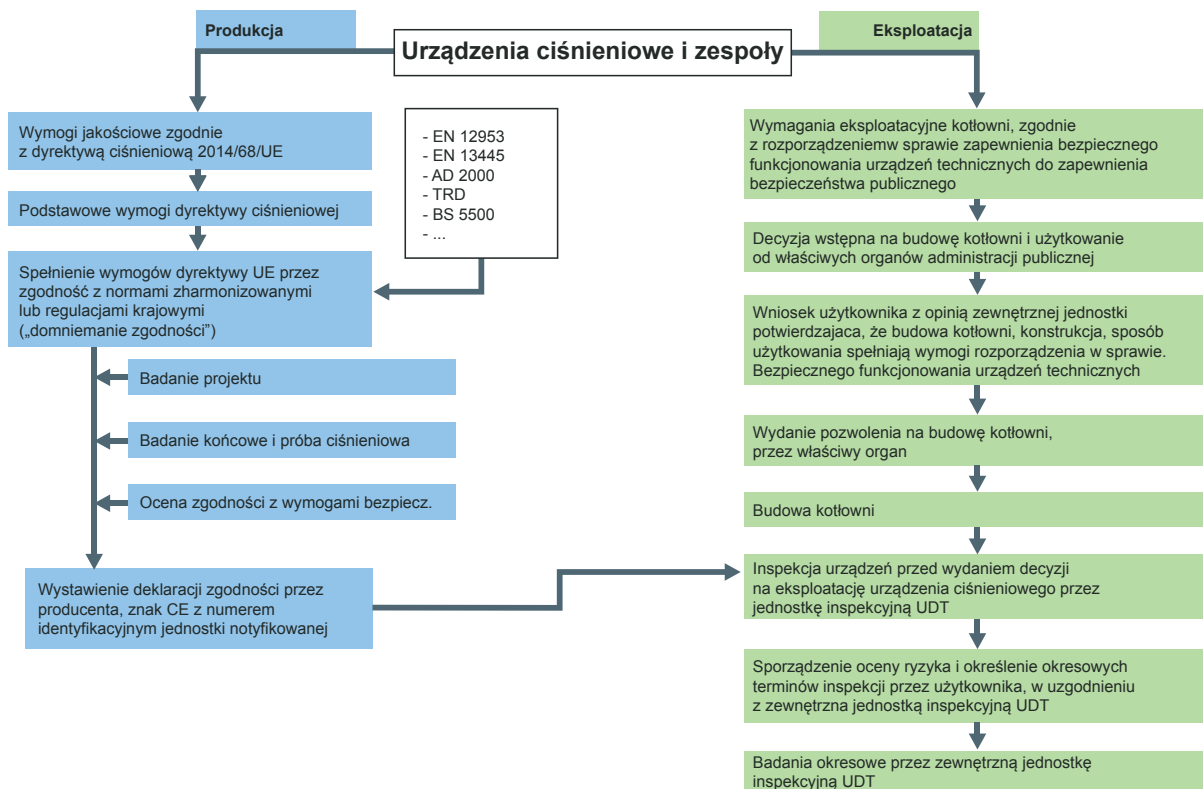 Produkcja
Eksploatacja
Urządzenia ciśnieniowe i zespoły
Wymogi jakościowe zgodnie
z dyrektywą ciśnieniową 2014/68/UE
Podstawowe wymogi dyrektywy ciśnieniowej
Spełnienie wymogów dyrektywy UE przez
zgodność z normami zharmonizowanymi
lub regulacjami krajowymi
(„domniemanie zgodności”)
- EN 12953
- EN 13445
- AD 2000
- TRD
- BS 5500
- ...
Badanie projektu
Badanie końcowe i próba ciśnieniowa
Ocena zgodności z wymogami bezpiecz.
Wystawienie deklaracji zgodności przez
producenta, znak CE z numerem
identyfikacyjnym jednostki notyfikowanej
Wymagania eksploatacyjne kotłowni, zgodnie
z rozporządzeniemw sprawie zapewnienia bezpiecznego
funkcjonowania urządzeń technicznych do zapewnienia
bezpieczeństwa publicznego
Decyzja wstępna na budowę kotłowni i użytkowanie
od właściwych organów administracji publicznej
Wniosek użytkownika z opinią zewnętrznej jednostki
potwierdzajaca, że budowa kotłowni, konstrukcja, sposób
użytkowania spełniają wymogi rozporządzenia w sprawie.
Bezpiecznego funkcjonowania urządzeń technicznych
Wydanie pozwolenia na budowę kotłowni,
przez właściwy organ
Budowa kotłowni
Inspekcja urządzeń przed wydaniem decyzji
na eksploatację urządzenia ciśnieniowego przez
jednostkę inspekcyjną UDT
Sporządzenie oceny ryzyka i określenie okresowych
terminów inspekcji przez użytkownika, w uzgodnieniu
z zewnętrzna jednostką inspekcyjną UDT
Badania okresowe przez zewnętrzną jednostkę
inspekcyjną UDT